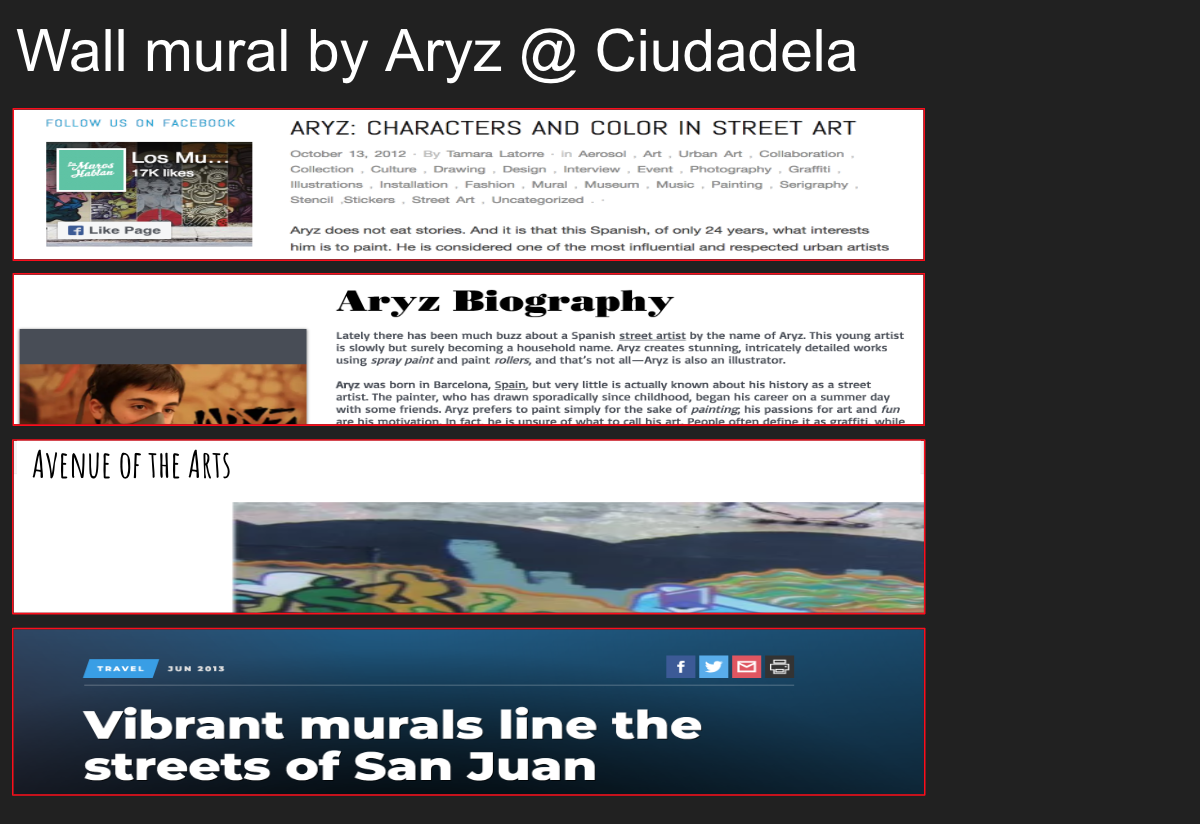 Wall mural by Aryz @ Ciudadela
FOLLOW US ON FACEBOOK
Los Muros Hablan
Los Mu...
17K likes
Like Page
ARYZ: CHARACTERS AND COLOR IN STREET ART
October 13, 2012 · By Tamara Latorre · in Aerosol , Art , Urban Art , Collaboration ,
Collection , Culture , Drawing , Design , Interview , Event , Photography , Graffiti ,
Illustrations , Installation , Fashion , Mural , Museum , Music , Painting , Serigraphy ,
Stencil ,Stickers , Street Art , Uncategorized . ·
Aryz does not eat stories. And it is that this Spanish, of only 24 years, what interests
him is to paint. He is considered one of the most influential and respected urban artists
Aryz Biography
Lately there has been much buzz about a Spanish street artist by the name of Aryz. This young artist
is slowly but surely becoming a household name. Aryz creates stunning, intricately detailed works
using spray paint and paint rollers, and that's not all—Aryz is also an illustrator.
Aryz was born in Barcelona, Spain, but very little is actually known about his history as a street
artist. The painter, who has drawn sporadically since childhood, began his career on a summer day
with some friends. Aryz prefers to paint simply for the sake of painting; his passions for art and fun
are his motivation. In fact, he is unsure of what to call his art. People often define it as graffiti, while
Avenue of the Arts
TRAVEL JUN 2013
Vibrant murals line the
streets of San Juan